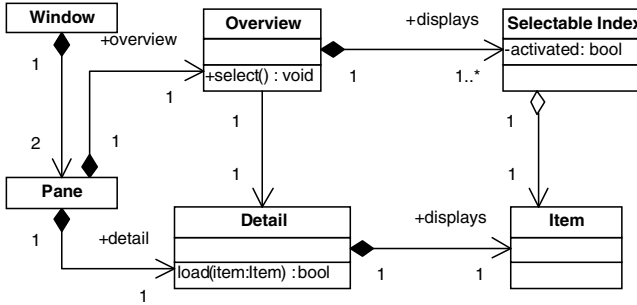 Window
1
2
Pane
1
1
+overview
1
Overview
+select() : void
1
+displays
1..*
Selectable Index
-activated: bool
1
1
1
1
+detail
1
Detail
load(item:Item) : bool
1
+displays
1
Item